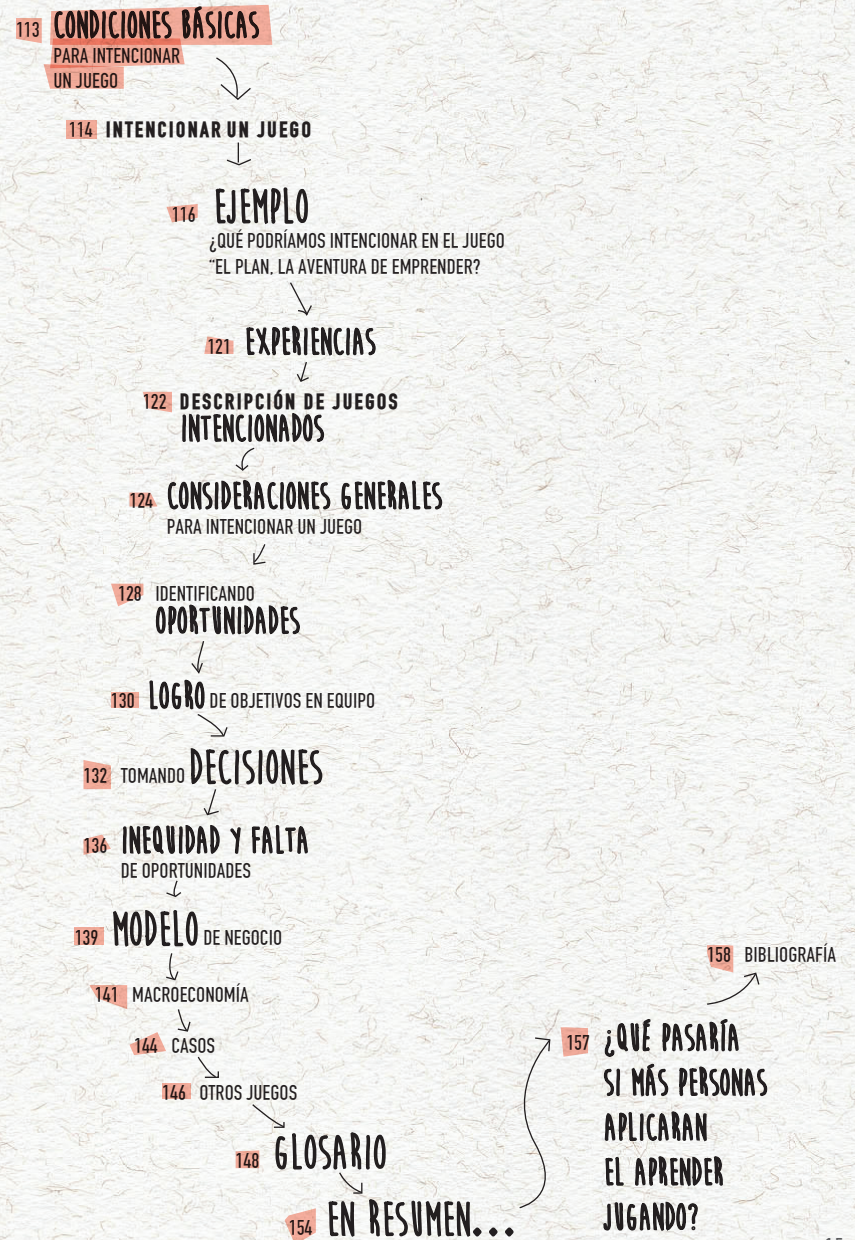 113 CONDICIONES BÁSICAS
PARA INTENCIONAR
UN JUEGO
114 INTENCIONAR UN JUEGO
116 EJEMPLO
¿QUÉ PODRÍAMOS INTENCIONAR EN EL JUEGO
“EL PLAN, LA AVENTURA DE EMPRENDER?
121 EXPERIENCIAS
122 DESCRIPCIÓN DE JUEGOS
INTENCIONADOS
124 CONSIDERACIONES GENERALES
PARA INTENCIONAR UN JUEGO
128 IDENTIFICANDO
OPORTUNIDADES
130 LOGRO DE OBJETIVOS EN EQUIPO
132 TOMANDO DECISIONES
136 INEQUIDAD Y FALTA
DE OPORTUNIDADES
139 MODELO DE NEGOCIO
141 MACROECONOMÍA
144 CASOS
146 OTROS JUEGOS
148 GLOSARIO
154 EN RESUMEN...
157 ¿QUÉ PASARÍA
SI MÁS PERSONAS
APLICARAN
EL APRENDER
JUGANDO?
158 BIBLIOGRAFÍA